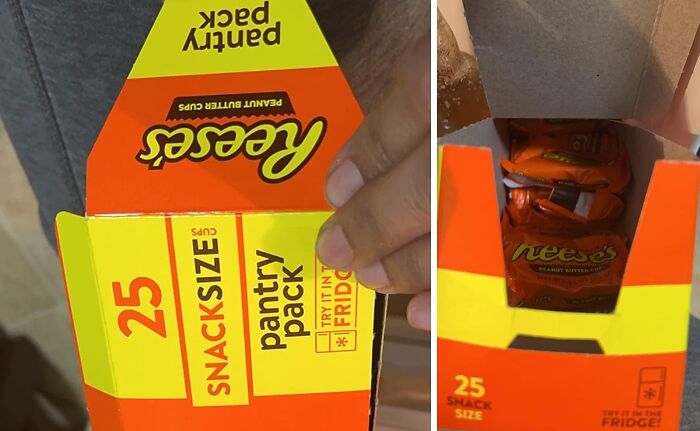 pantry
pack
Reese's
PEANUT BUTTER CUPS
25
SNACKSIZE
CUPS
pantry
pack
TRY IT IN T
FRIDG
Reese's
PEANUT BUTTER CUP
25
SNACK
SIZE
TRY IT IN THE
FRIDGE!